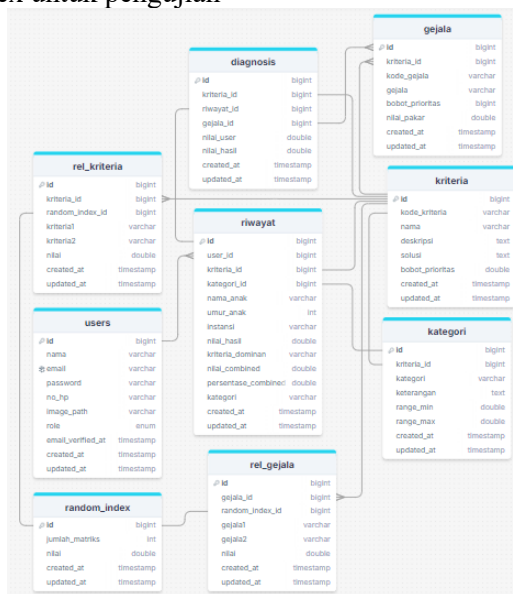 ex untuk pengujian
gejala
id bigint
kriteria_id bigint
kode_gejala varchar
gejala varchar
bobot_prioritas bigint
nilai_pakar double
created_at timestamp
updated_at timestamp
diagnosis
id bigint
kriteria_id bigint
riwayat_id bigint
gejala_id bigint
nilai_user double
nilai_hasil double
created_at timestamp
updated_at timestamp
rel_kriteria
id bigint
kriteria_id bigint
random_index_id bigint
kriteria1 varchar
kriteria2 varchar
nilai double
created_at timestamp
updated_at timestamp
kriteria
id bigint
kode_kriteria varchar
nama varchar
deskripsi text
solusi text
bobot_prioritas double
created_at timestamp
updated_at timestamp
riwayat
id bigint
user_id bigint
kriteria_id bigint
kategori_id bigint
nama_anak varchar
umur_anak int
instansi varchar
nilai_hasil double
kriteria_dominan varchar
nilai_combined double
persentase_combined double
kategori varchar
created_at timestamp
updated_at timestamp
users
id bigint
nama varchar
email varchar
password varchar
no_hp varchar
image_path varchar
role enum
email_verified_at timestamp
created_at timestamp
updated_at timestamp
kategori
id bigint
kriteria_id bigint
kategori varchar
keterangan text
range_min double
range_max double
created_at timestamp
updated_at timestamp
rel_gejala
id bigint
gejala_id bigint
random_index_id bigint
gejala1 varchar
gejala2 varchar
nilai double
created_at timestamp
updated_at timestamp
random_index
id bigint
jumlah_matriks int
nilai double
created_at timestamp
updated_at timestamp